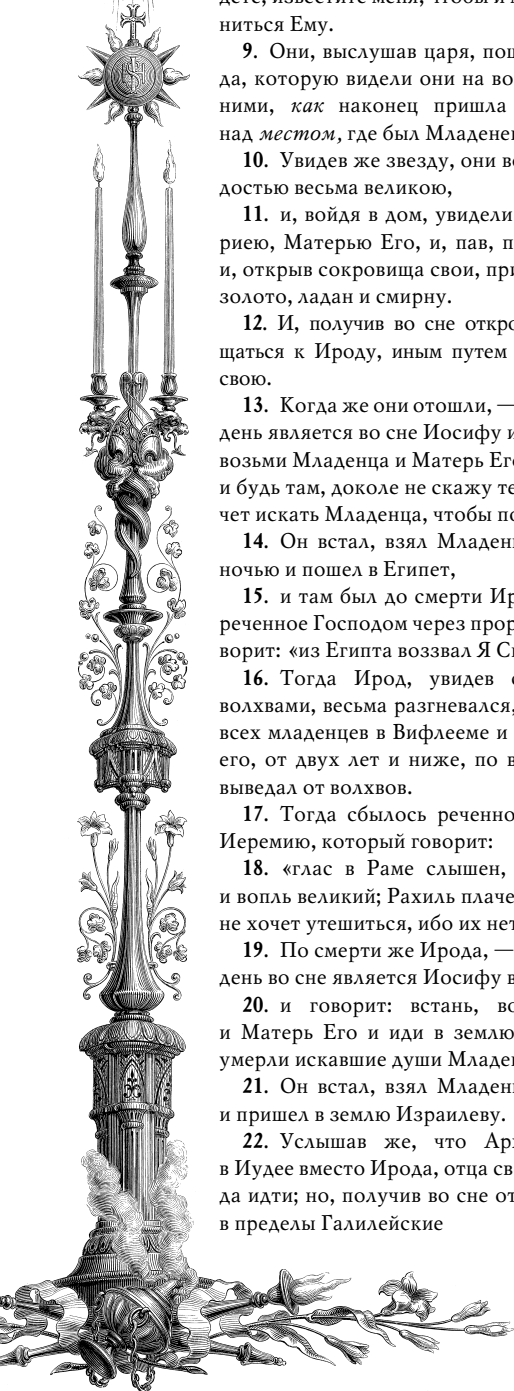 дете, известите меня, чтобы и
ниться Ему.
9. Они, выслушав царя, пош
да, которую видели они на во
ними, как наконец пришла
над местом, где был Младене
10. Увидев же звезду, они во
достью весьма великою,
11. и, войдя в дом, увидели
риею, Матерью Его, и, пав, п
и, открыв сокровища свои, при
золото, ладан и смирну.
12. И, получив во сне откро
щаться к Ироду, иным путем
свою.
13. Когда же они отошли, —
день является во сне Иосифу и
возьми Младенца и Матерь Его
и будь там, доколе не скажу те
чет искать Младенца, чтобы по
14. Он встал, взял Младен
ночью и пошел в Египет,
15. и там был до смерти Ир
реченное Господом через прор
ворит: «из Египта воззвал Я С
16. Тогда Ирод, увидев
волхвами, весьма разгневался,
всех младенцев в Вифлееме и
его, от двух лет и ниже, по в
выведал от волхвов.
17. Тогда сбылось реченно
Иеремию, который говорит:
18. «глас в Раме слышен,
и вопль великий; Рахиль плаче
не хочет утешиться, ибо их нет
19. По смерти же Ирода, —
день во сне является Иосифу в
20. и говорит: встань, во
и Матерь Его и иди в землю
умерли искавшие души Младе
21. Он встал, взял Младен
и пришел в землю Израилеву.
22. Услышав же, что Ар
в Иудее вместо Ирода, отца св
да идти; но, получив во сне от
в пределы Галилейские